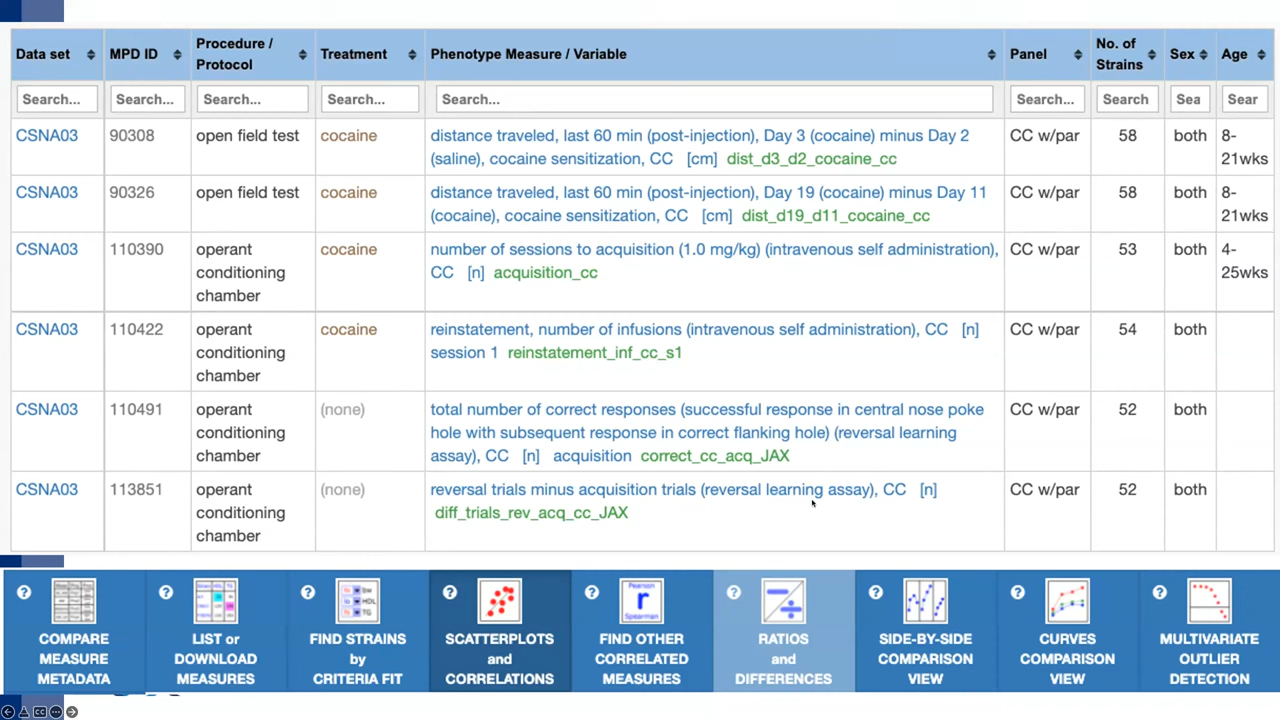 Data set MPD ID Procedure / Protocol Treatment Phenotype Measure / Variable Panel No. of Strains Sex Age
Search... Search... Search... Search... Search... Search... Search Sea Sear
CSNA03 90308 open field test cocaine distance traveled, last 60 min (post-injection), Day 3 (cocaine) minus Day 2 CC w/par 58 both 8-
(saline), cocaine sensitization, CC [cm] dist_d3_d2_cocaine_cc 21wks
CSNA03 90326 open field test cocaine distance traveled, last 60 min (post-injection), Day 19 (cocaine) minus Day 11 CC w/par 58 both 8-
(cocaine), cocaine sensitization, CC [cm] dist_d19_d11_cocaine_cc 21wks
CSNA03 110390 operant cocaine number of sessions to acquisition (1.0 mg/kg) (intravenous self administration), CC w/par 53 both 4-
conditioning CC [n] acquisition_cc 25wks
chamber
CSNA03 110422 operant cocaine reinstatement, number of infusions (intravenous self administration), CC [n] CC w/par 54 both
conditioning session 1 reinstatement_inf_cc_s1
chamber
CSNA03 110491 operant (none) total number of correct responses (successful response in central nose poke CC w/par 52 both
conditioning hole with subsequent response in correct flanking hole) (reversal learning
chamber assay), CC [n] acquisition correct_cc_acq_JAX
CSNA03 113851 operant (none) reversal trials minus acquisition trials (reversal learning assay), CC [n] CC w/par 52 both
conditioning diff_trials_rev_acq_cc_JAX
chamber
COMPARE
MEASURE
METADATA
LIST or
DOWNLOAD
MEASURES
bw
HDL
TG
FIND STRAINS
by
CRITERIA FIT
SCATTERPLOTS
and
CORRELATIONS
Pearson
r
Spearman
FIND OTHER
CORRELATED
MEASURES
RATIOS
and
DIFFERENCES
SIDE-BY-SIDE
COMPARISON
VIEW
CURVES
COMPARISON
VIEW
MULTIVARIATE
OUTLIER
DETECTION